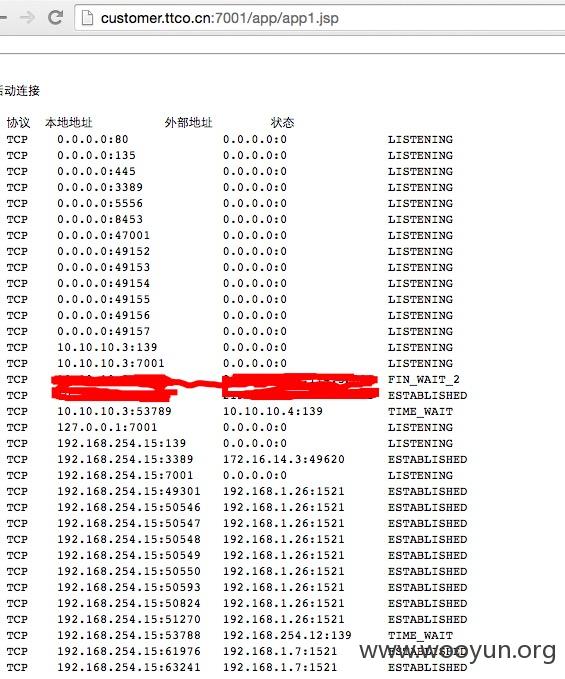 customer.ttco.cn:7001/app/app1.jsp
活动连接
协议 本地地址 外部地址 状态
TCP 0.0.0.0:80 0.0.0.0:0 LISTENING
TCP 0.0.0.0:135 0.0.0.0:0 LISTENING
TCP 0.0.0.0:445 0.0.0.0:0 LISTENING
TCP 0.0.0.0:3389 0.0.0.0:0 LISTENING
TCP 0.0.0.0:5556 0.0.0.0:0 LISTENING
TCP 0.0.0.0:8453 0.0.0.0:0 LISTENING
TCP 0.0.0.0:47001 0.0.0.0:0 LISTENING
TCP 0.0.0.0:49152 0.0.0.0:0 LISTENING
TCP 0.0.0.0:49153 0.0.0.0:0 LISTENING
TCP 0.0.0.0:49154 0.0.0.0:0 LISTENING
TCP 0.0.0.0:49155 0.0.0.0:0 LISTENING
TCP 0.0.0.0:49156 0.0.0.0:0 LISTENING
TCP 0.0.0.0:49157 0.0.0.0:0 LISTENING
TCP 10.10.10.3:139 0.0.0.0:0 LISTENING
TCP 10.10.10.3:7001 0.0.0.0:0 LISTENING
TCP FIN_WAIT_2
TCP ESTABLISHED
TCP 10.10.10.3:53789 10.10.10.4:139 TIME_WAIT
TCP 127.0.0.1:7001 0.0.0.0:0 LISTENING
TCP 192.168.254.15:139 0.0.0.0:0 LISTENING
TCP 192.168.254.15:3389 172.16.14.3:49620 ESTABLISHED
TCP 192.168.254.15:7001 0.0.0.0:0 LISTENING
TCP 192.168.254.15:49301 192.168.1.26:1521 ESTABLISHED
TCP 192.168.254.15:50546 192.168.1.26:1521 ESTABLISHED
TCP 192.168.254.15:50547 192.168.1.26:1521 ESTABLISHED
TCP 192.168.254.15:50548 192.168.1.26:1521 ESTABLISHED
TCP 192.168.254.15:50549 192.168.1.26:1521 ESTABLISHED
TCP 192.168.254.15:50550 192.168.1.26:1521 ESTABLISHED
TCP 192.168.254.15:50593 192.168.1.26:1521 ESTABLISHED
TCP 192.168.254.15:50824 192.168.1.26:1521 ESTABLISHED
TCP 192.168.254.15:51270 192.168.1.26:1521 ESTABLISHED
TCP 192.168.254.15:53788 192.168.254.12:139 TIME_WAIT
TCP 192.168.254.15:61976 192.168.1.7:1521 ESTABLISHED
www.wooyun.org
TCP 192.168.254.15:63241 192.168.1.7:1521 ESTABLISHED